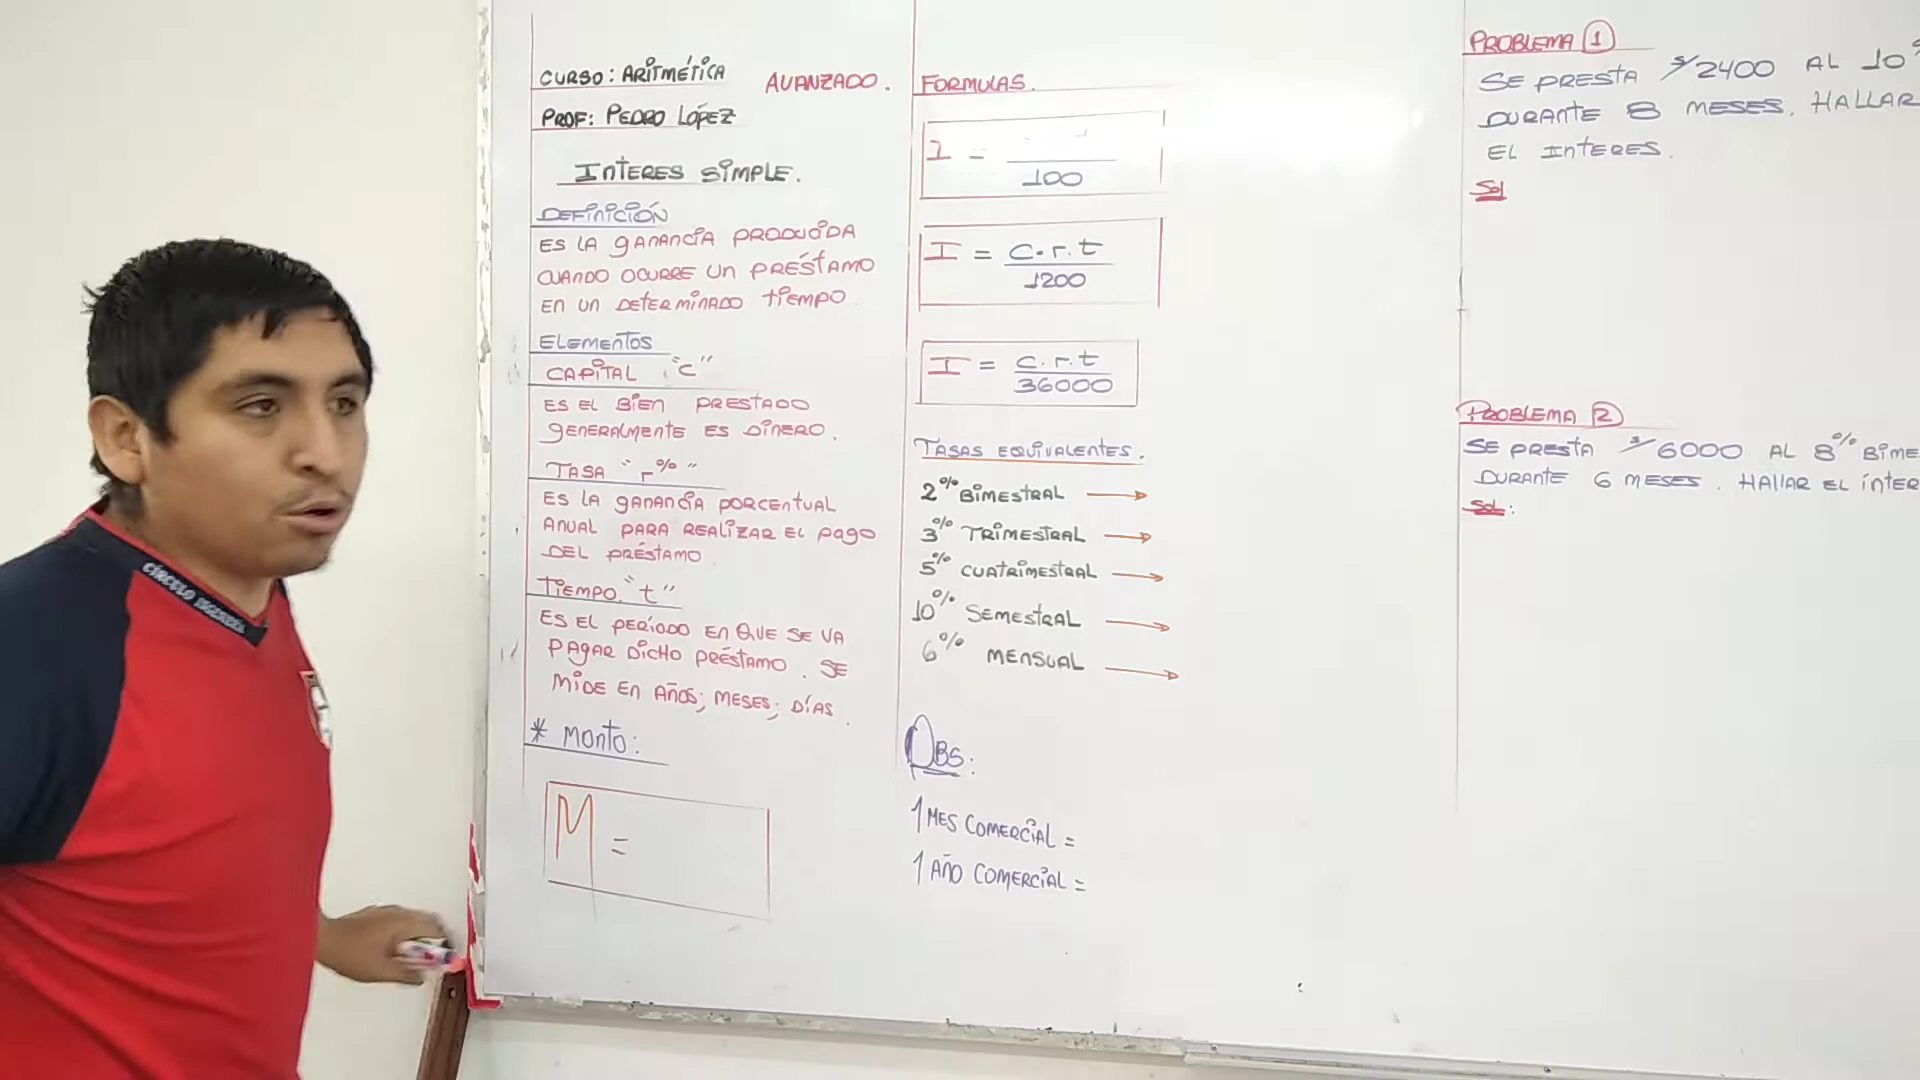 CURSO: ARITMÉTICA
AVANZADO.
PROF: PEDRO LÓPEZ
INTERES SIMPLE.
DEFINICIÓN
ES LA GANANCIA PRODUCIDA
CUANDO OCURRE UN PRÉSTAMO
EN UN DETERMINADO TIEMPO
ELEMENTOS
CAPITAL "C"
ES EL BIEN PRESTADO
GENERALMENTE ES DINERO.
TASA "r%"
ES LA GANANCIA PORCENTUAL
ANUAL PARA REALIZAR EL PAGO
DEL PRÉSTAMO.
TIEMPO "t"
ES EL PERÍODO EN QUE SE VA
PAGAR DICHO PRÉSTAMO. SE
MIDE EN AÑOS; MESES; DÍAS.
* MONTO:
M =
FORMULAS.
I = 
100
I = C.r.t
1200
I = C.r.t
36000
TASAS EQUIVALENTES.
2% BIMESTRAL →
3% TRIMESTRAL →
5% CUATRIMESTRAL →
10% SEMESTRAL →
6% MENSUAL →
OBS:
1 MES COMERCIAL =
1 AÑO COMERCIAL =
PROBLEMA 1
SE PRESTA S/2400 AL 10%
DURANTE 8 MESES. HALLAR
EL INTERES.
Sol
PROBLEMA 2
SE PRESTA S/6000 AL 8% BIME
DURANTE 6 MESES. HALLAR EL INTER
Sol:
CÍRCULO